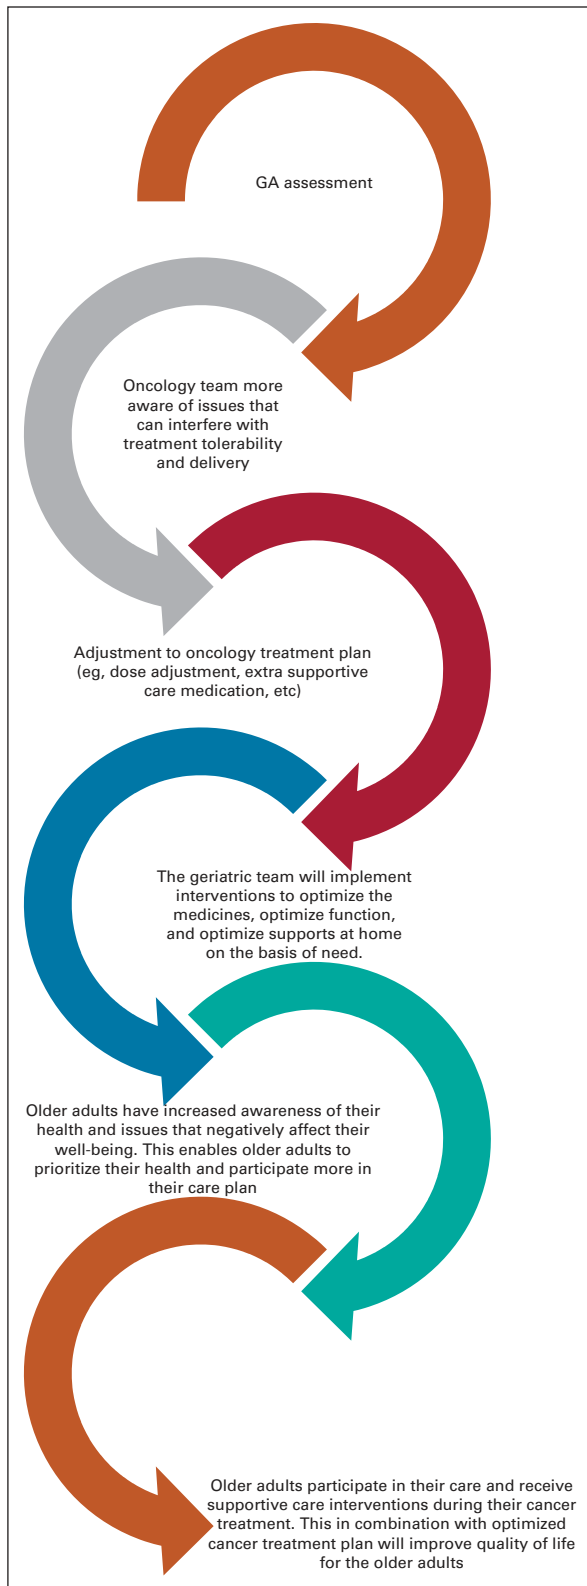 GA assessment
Oncology team more
aware of issues that
can interfere with
treatment tolerability
and delivery
Adjustment to oncology treatment plan
(eg, dose adjustment, extra supportive
care medication, etc)
The geriatric team will implement
interventions to optimize the
medicines, optimize function,
and optimize supports at home
on the basis of need.
Older adults have increased awareness of their
health and issues that negatively affect their
well-being. This enables older adults to
prioritize their health and participate more in
their care plan
Older adults participate in their care and receive
supportive care interventions during their cancer
treatment. This in combination with optimized
cancer treatment plan will improve quality of life
for the older adults